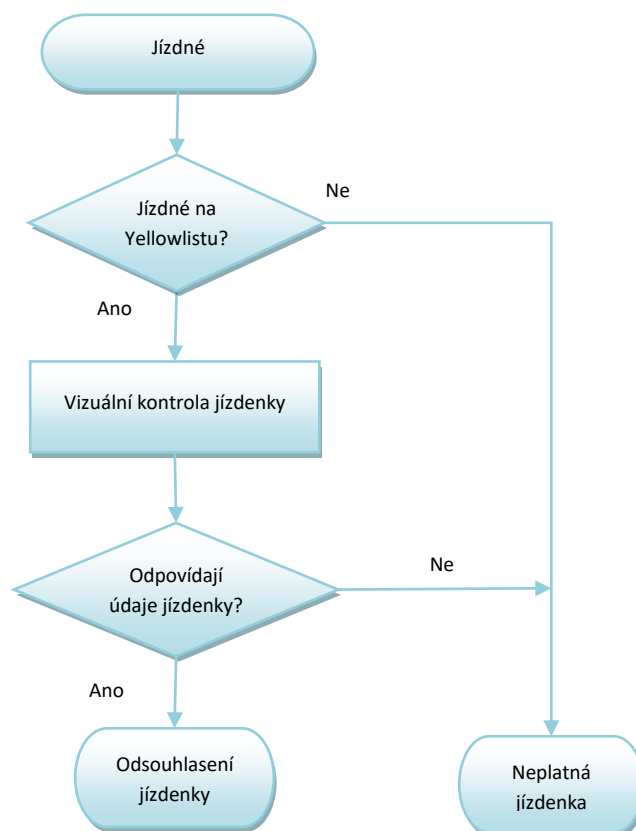 Jízdné
Ne
Jízdné na
Yellowlistu?
Ano
Vizuální kontrola jízdenky
Ne
Odpovídají
údaje jízdenky?
Ano
Odsouhlasení
jízdenky
Neplatná
jízdenka